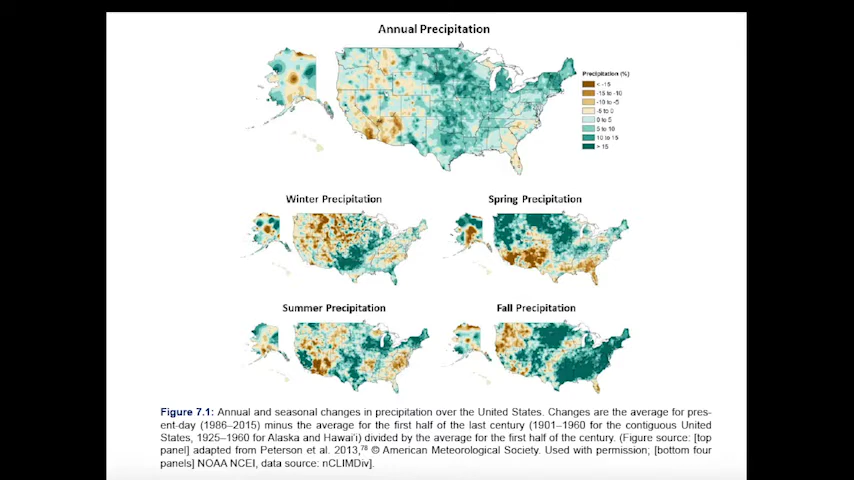 Annual Precipitation
Precipitation (%)
< -15
-15 to -10
-10 to -5
-5 to 0
0 to 5
5 to 10
10 to 15
> 15
Winter Precipitation
Spring Precipitation
Summer Precipitation
Fall Precipitation
Figure 7.1: Annual and seasonal changes in precipitation over the United States. Changes are the average for pres-
ent-day (1986–2015) minus the average for the first half of the last century (1901–1960 for the contiguous United
States, 1925–1960 for Alaska and Hawai‘i) divided by the average for the first half of the century. (Figure source: [top
panel] adapted from Peterson et al. 2013,78 © American Meteorological Society. Used with permission; [bottom four
panels] NOAA NCEI, data source: nCLIMDiv].